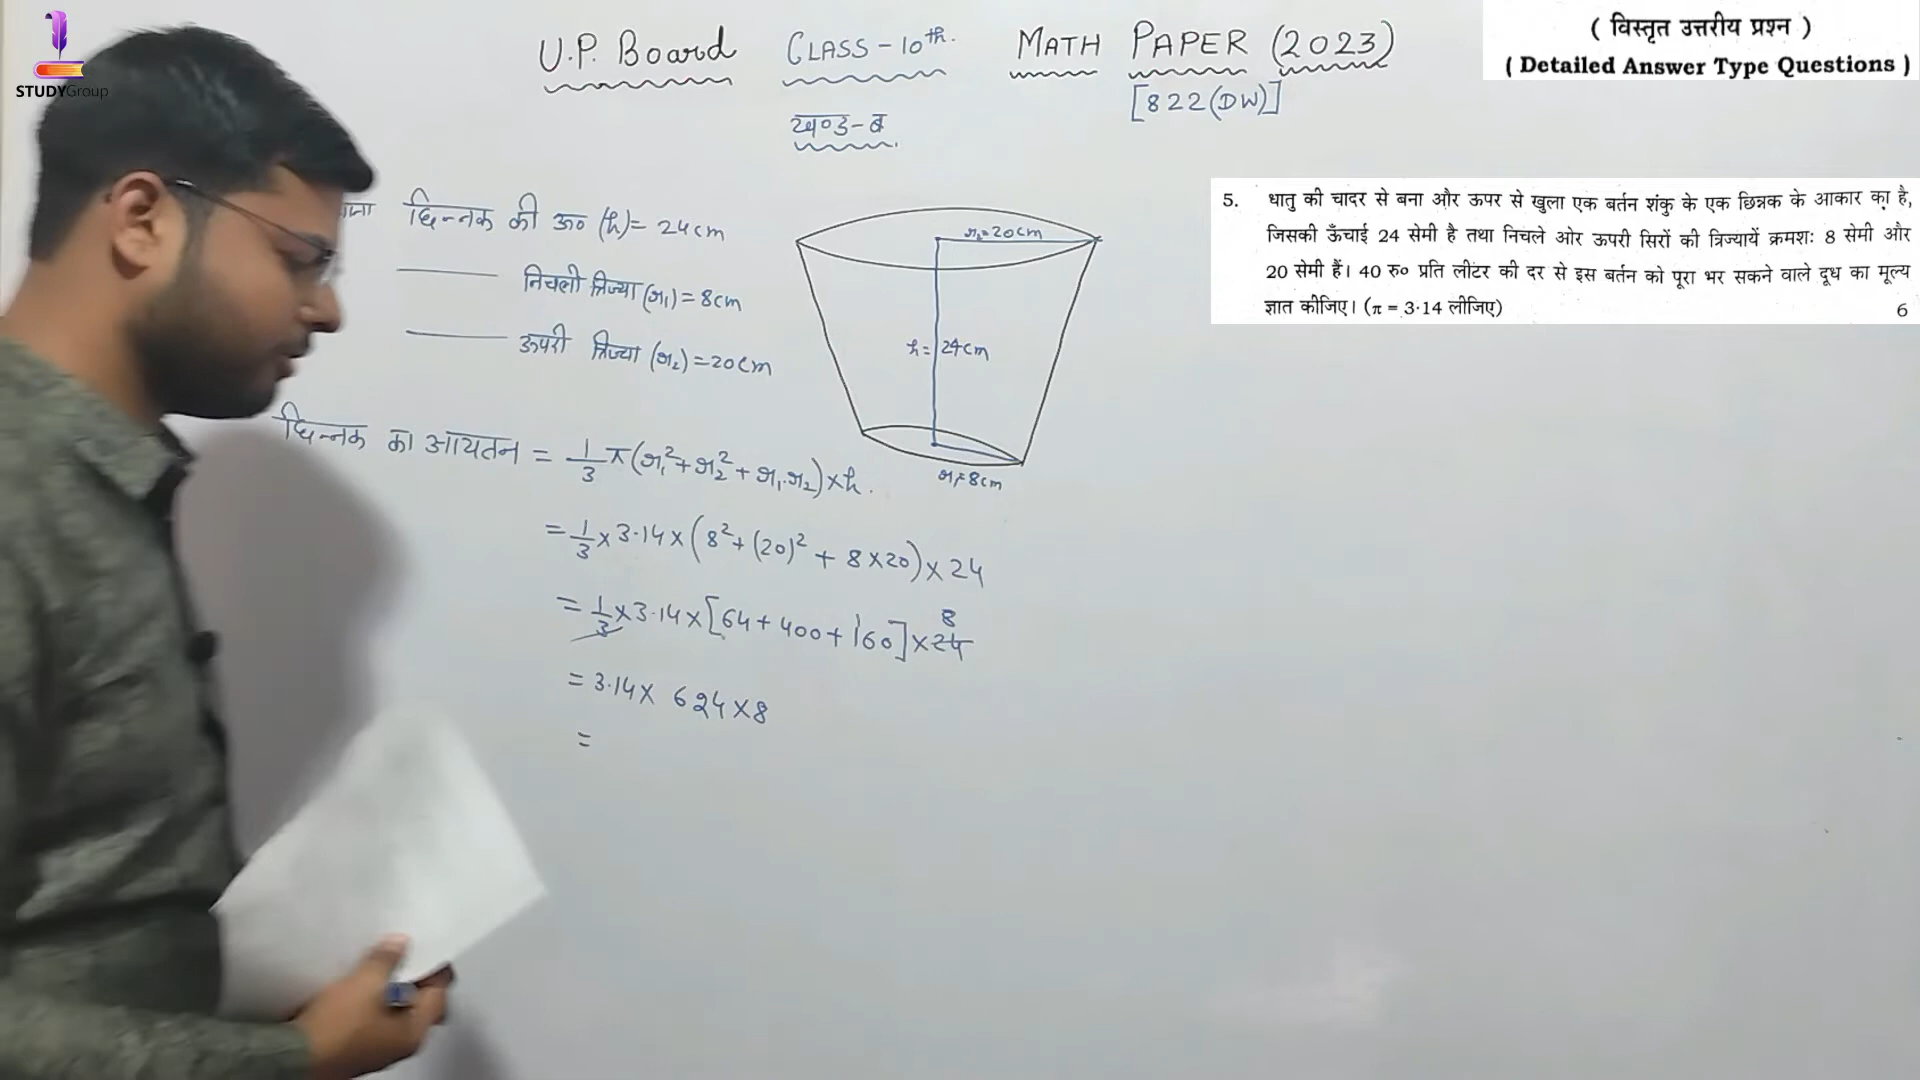 STUDYGroup
U.P. Board CLASS-10th. MATH PAPER (2023)
[822(DW)]
खण्ड-ब
( विस्तृत उत्तरीय प्रश्न )
( Detailed Answer Type Questions )
5. धातु की चादर से बना और ऊपर से खुला एक बर्तन शंकु के एक छिन्नक के आकार का है,
जिसकी ऊँचाई 24 सेमी है तथा निचले ओर ऊपरी सिरों की त्रिज्यायें क्रमशः 8 सेमी और
20 सेमी हैं। 40 रु० प्रति लीटर की दर से इस बर्तन को पूरा भर सकने वाले दूध का मूल्य
ज्ञात कीजिए। (π = 3·14 लीजिए)
6
छिन्नक की ऊ० (h) = 24cm
निचली त्रिज्या (r₁) = 8cm
ऊपरी त्रिज्या (r₂) = 20cm
r₂=20cm
h = 24cm
r₁=8cm
छिन्नक का आयतन = 1/3 π (r₁² + r₂² + r₁.r₂) × h.
= 1/3 × 3.14 × (8² + (20)² + 8 × 20) × 24
= 1/3 × 3.14 × [64 + 400 + 160] × 24 8
= 3.14 × 624 × 8
=